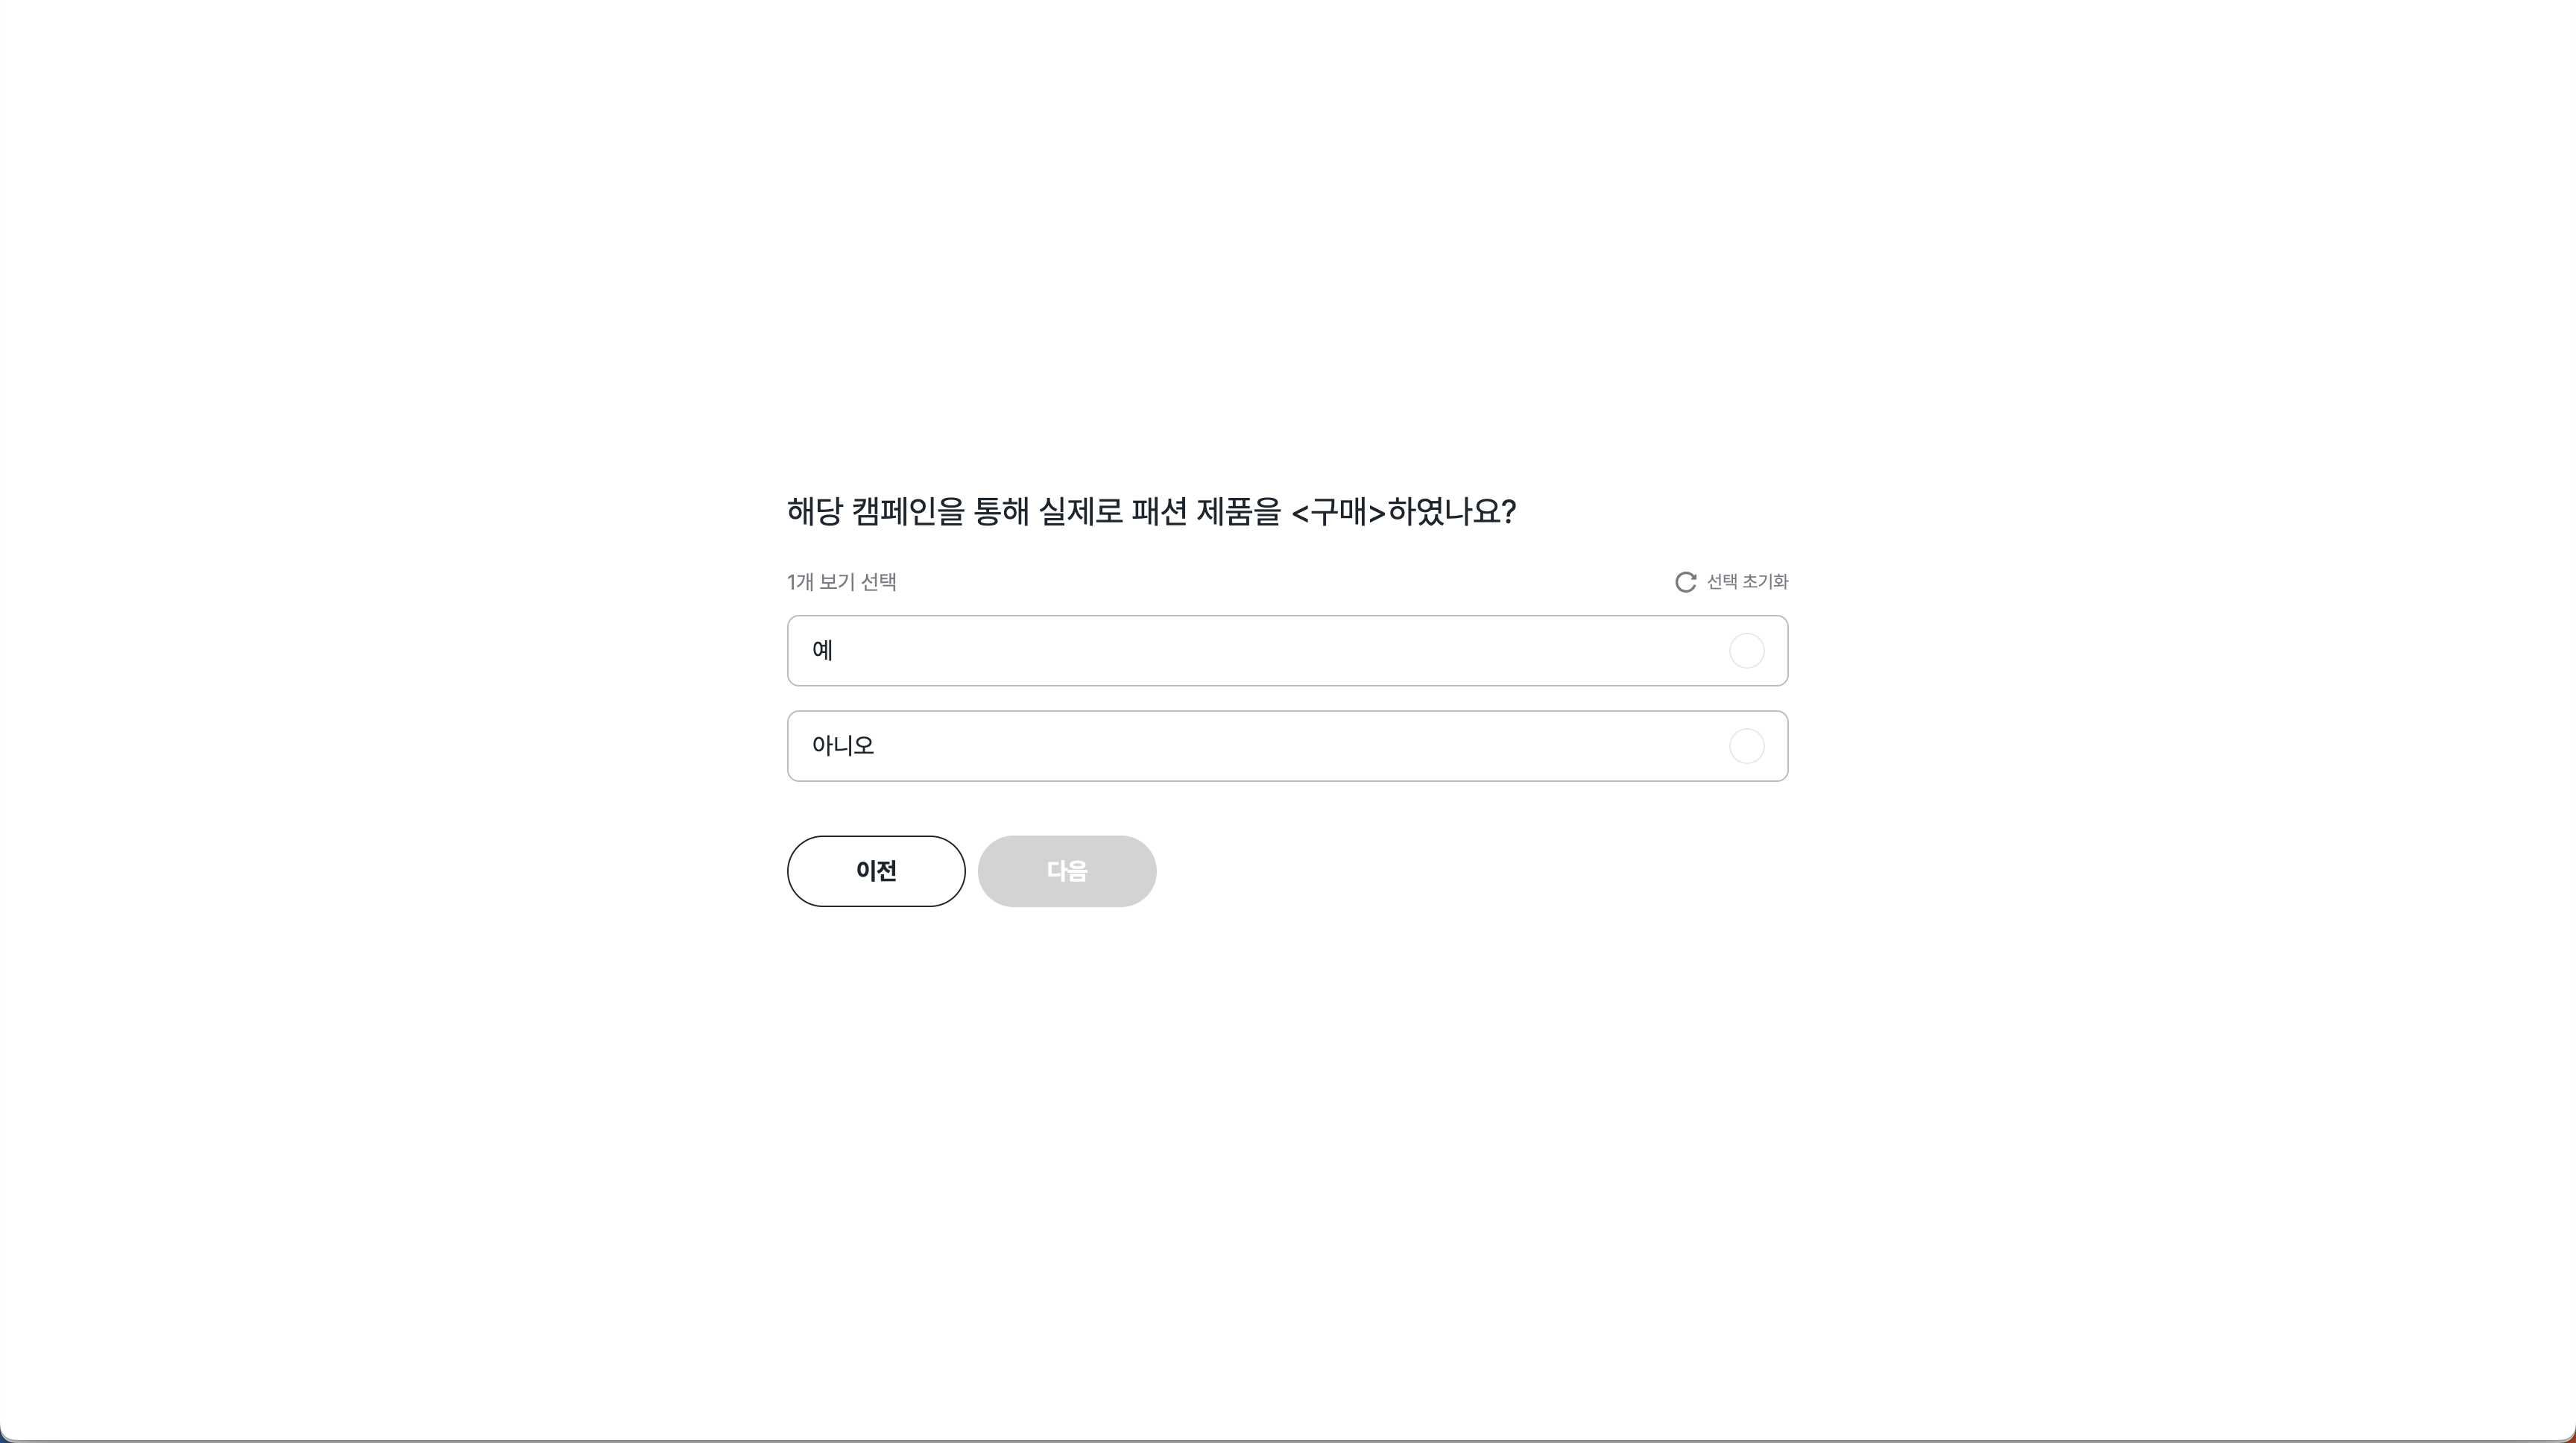 해당 캠페인을 통해 실제로 패션 제품을 <구매>하였나요?
1개 보기 선택
선택 초기화
예
아니오
이전
다음